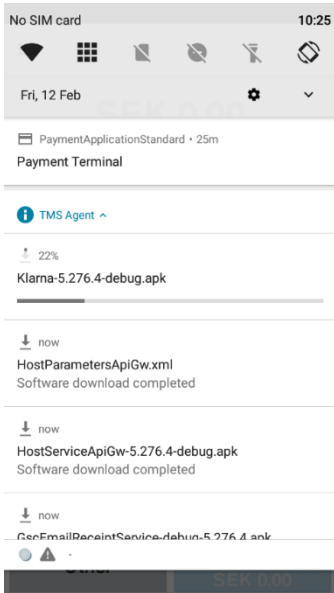 No SIM card 10:25
Fri, 12 Feb
SEK 0,00
PaymentApplicationStandard • 25m
Payment Terminal
TMS Agent
22%
Klarna-5.276.4-debug.apk
now
HostParametersApiGw.xml
Software download completed
now
HostServiceApiGw-5.276.4-debug.apk
Software download completed
now
GscEmailReceiptService-debug-5.276.4.apk
Other
SEK 0,00